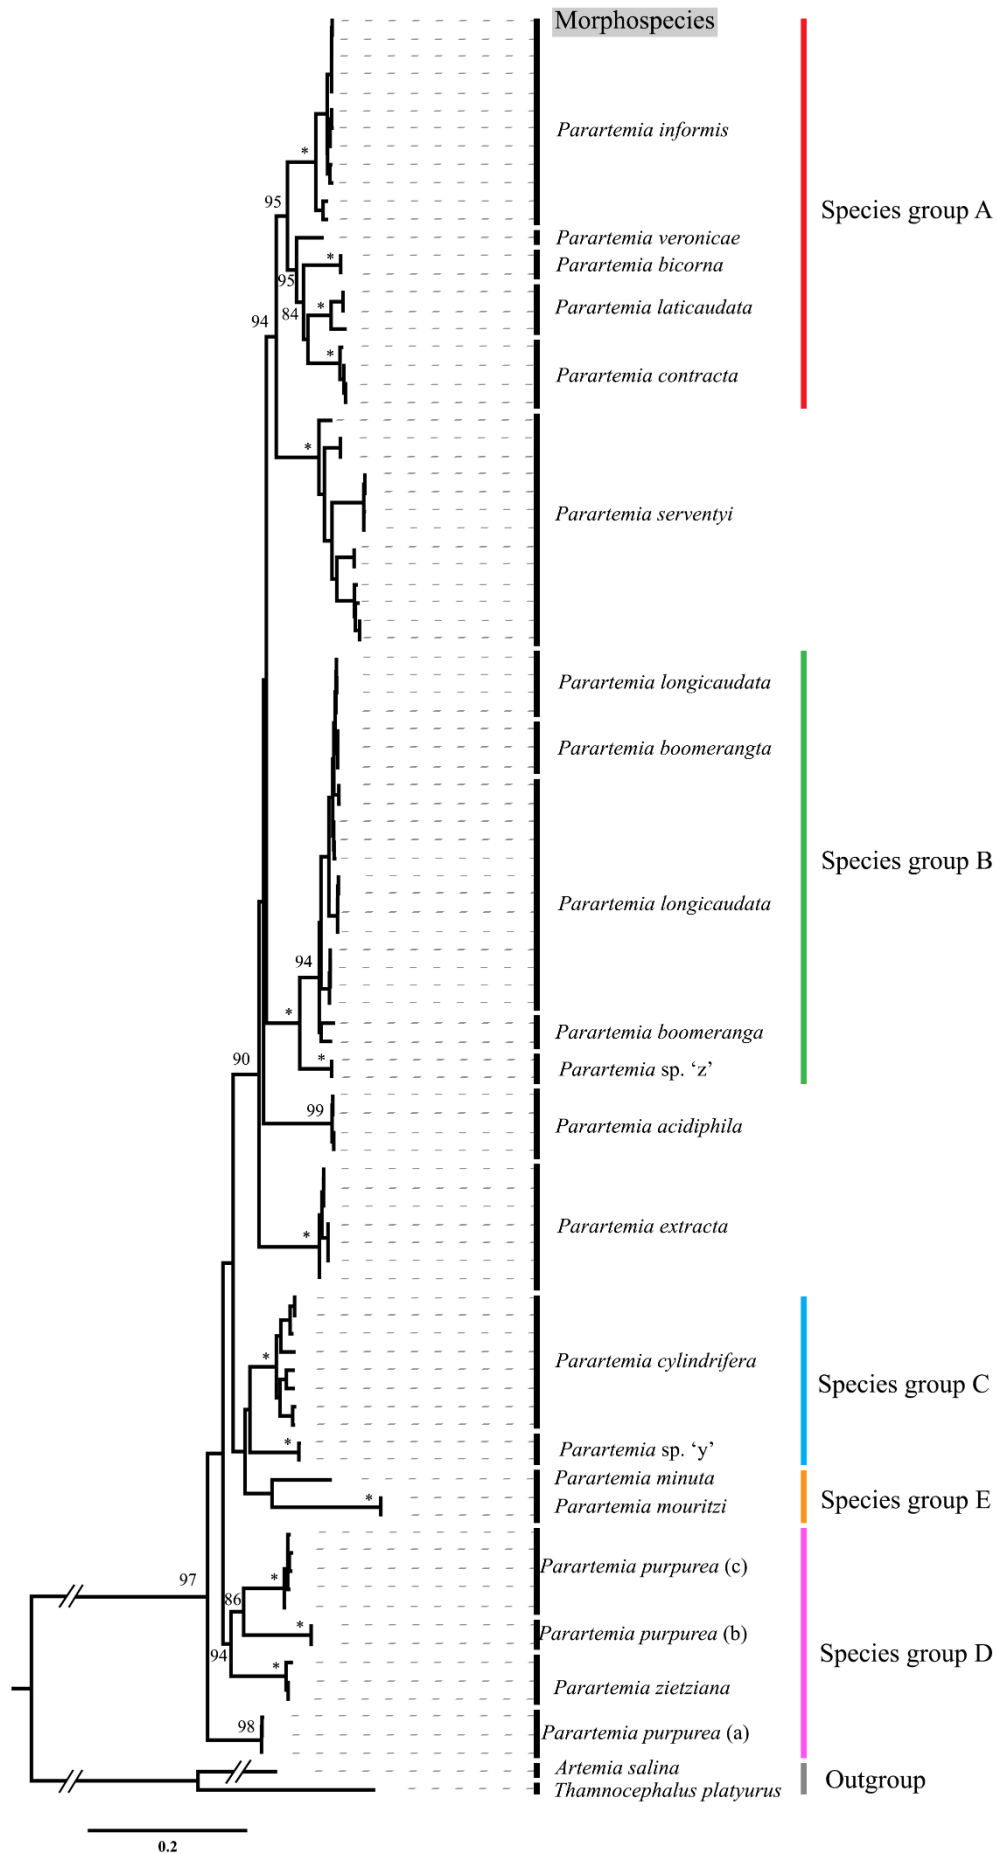 Morphospecies
*
Parartemia informis
95
Species group A
Parartemia veronicae
*
Parartemia bicorna
95
*
Parartemia laticaudata
84
94
*
Parartemia contracta
*
Parartemia serventyi
Parartemia longicaudata
Parartemia boomerangta
Species group B
Parartemia longicaudata
94
*
Parartemia boomeranga
90
*
Parartemia sp. ‘z’
99
Parartemia acidiphila
*
Parartemia extracta
*
Parartemia cylindrifera
Species group C
*
Parartemia sp. ‘y’
Parartemia minuta
*
Parartemia mouritzi
Species group E
97
*
Parartemia purpurea (c)
86
*
Parartemia purpurea (b)
94
Species group D
*
Parartemia zietziana
98
Parartemia purpurea (a)
Artemia salina
Outgroup
Thamnocephalus platyurus
0.2